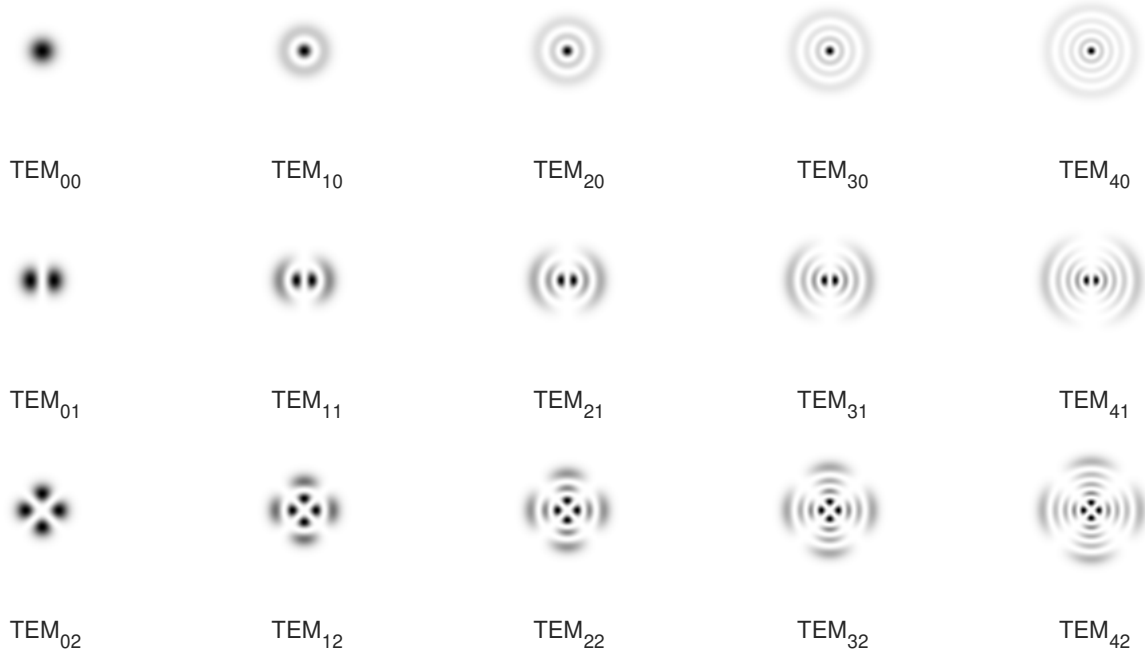 TEM₀₀ TEM₁₀ TEM₂₀ TEM₃₀ TEM₄₀
TEM₀₁ TEM₁₁ TEM₂₁ TEM₃₁ TEM₄₁
TEM₀₂ TEM₁₂ TEM₂₂ TEM₃₂ TEM₄₂